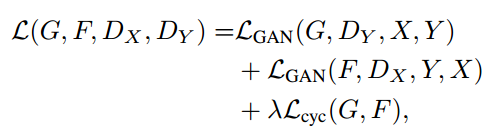 ℒ(G, F, D_X, D_Y) = ℒ_GAN(G, D_Y, X, Y)
+ ℒ_GAN(F, D_X, Y, X)
+ λℒ_cyc(G, F),